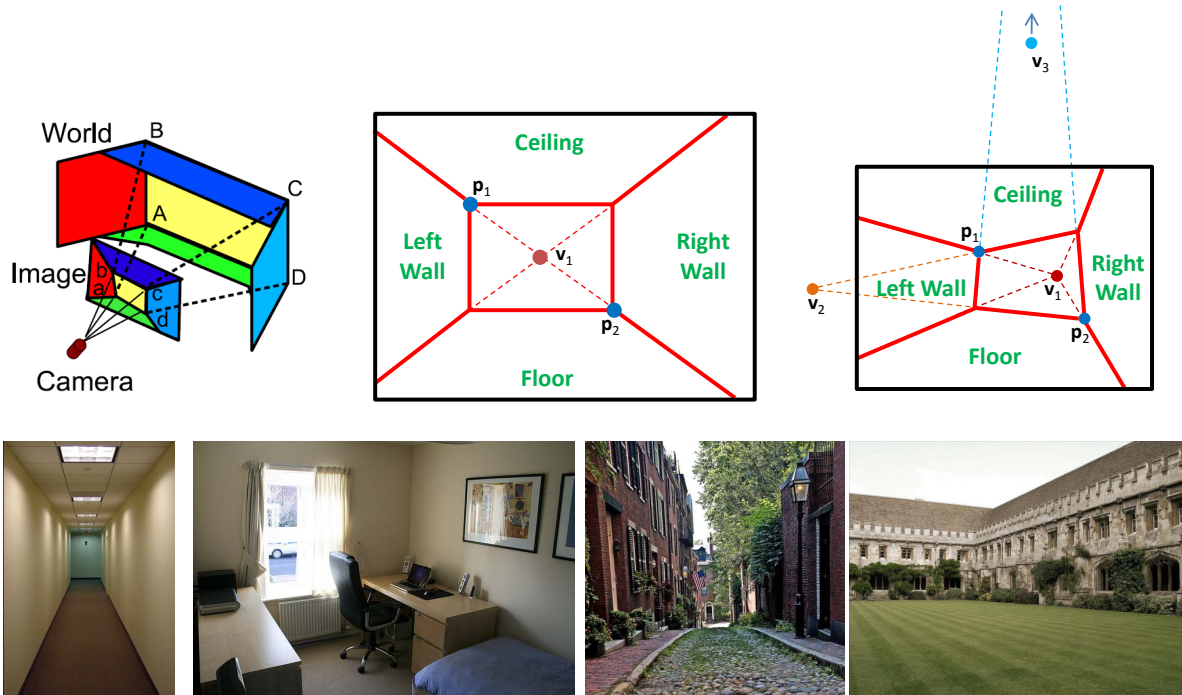 World
B
C
A
D
Image
b
a
c
d
Camera
Ceiling
p1
Left
Wall
v1
Right
Wall
p2
Floor
v3
Ceiling
p1
v2
Left Wall
v1
Right
Wall
p2
Floor